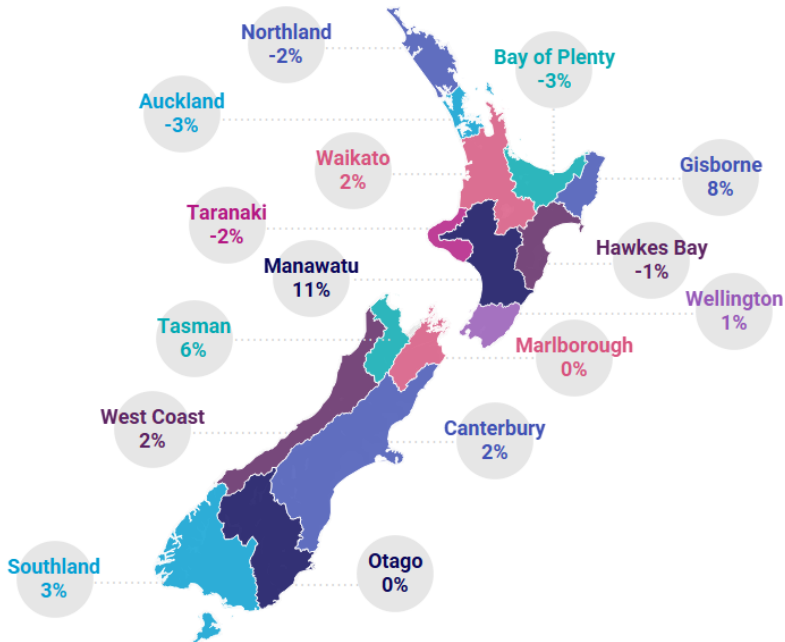 Northland
-2%
Bay of Plenty
-3%
Auckland
-3%
Waikato
2%
Gisborne
8%
Taranaki
-2%
Hawkes Bay
-1%
Manawatu
11%
Wellington
1%
Tasman
6%
Marlborough
0%
West Coast
2%
Canterbury
2%
Otago
0%
Southland
3%